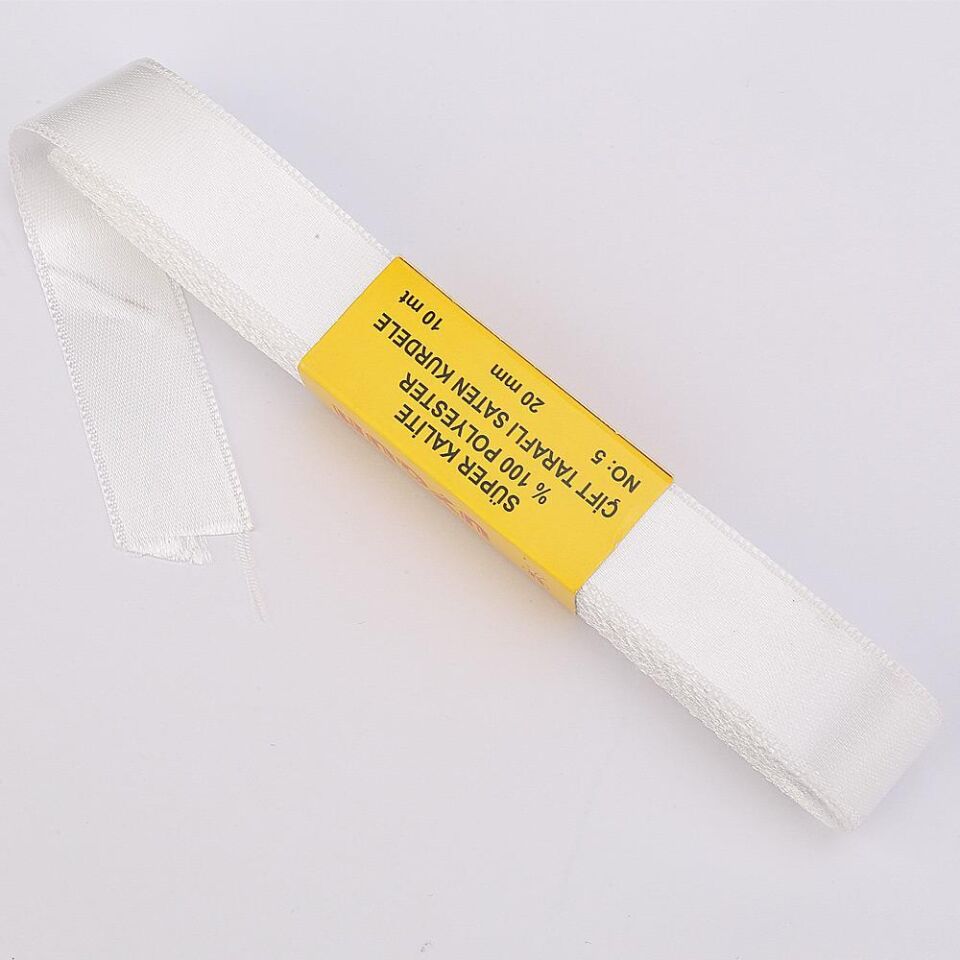 SÜPER KALİTE
% 100 POLYESTER
ÇİFT TARAFLI SATEN KURDELE
NO: 5 20 mm 10 mt